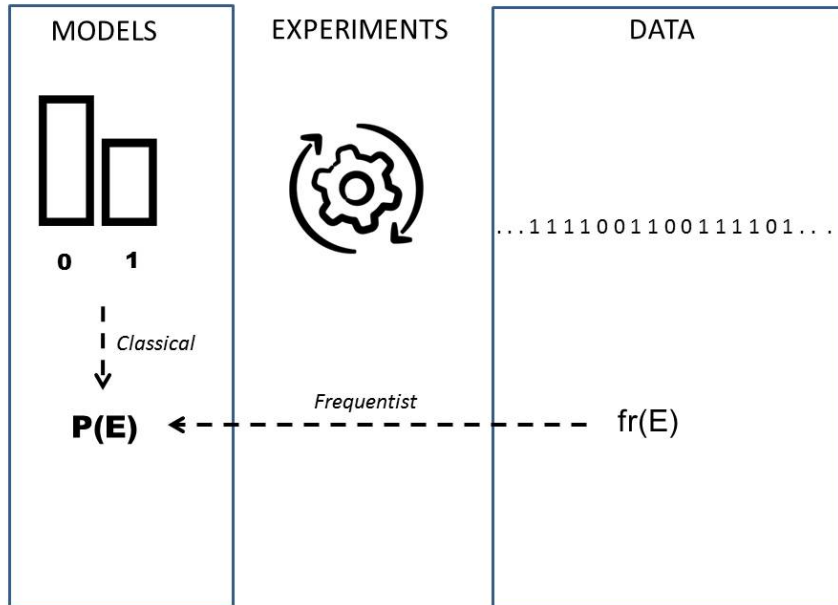 MODELS EXPERIMENTS DATA
...1111001100111101...
0 1
Classical
Frequentist
P(E) fr(E)